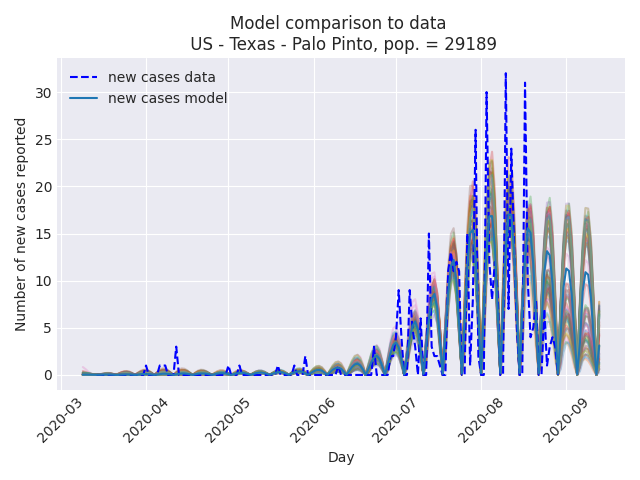 Model comparison to data
US - Texas - Palo Pinto, pop. = 29189
new cases data
new cases model
Number of new cases reported
30
25
20
15
10
5
0
2020-03
2020-04
2020-05
2020-06
2020-07
2020-08
2020-09
Day